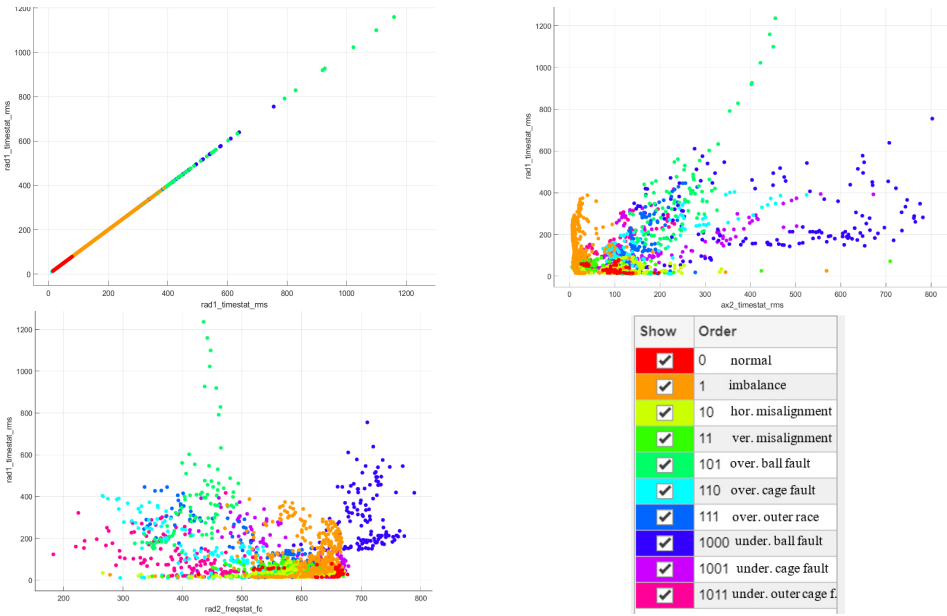 1200
1000
800
600
400
200
0
rad1_timestat_rms
0 200 400 600 800 1000 1200
rad1_timestat_rms
1200
1000
800
600
400
200
0
rad1_timestat_rms
0 100 200 300 400 500 600 700 800
ax2_timestat_rms
1200
1000
800
600
400
200
0
rad1_timestat_rms
200 300 400 500 600 700 800
rad2_freqstat_fc
Show Order
0 normal
1 imbalance
10 hor. misalignment
11 ver. misalignment
101 over. ball fault
110 over. cage fault
111 over. outer race
1000 under. ball fault
1001 under. cage fault
1011 under. outer cage f.